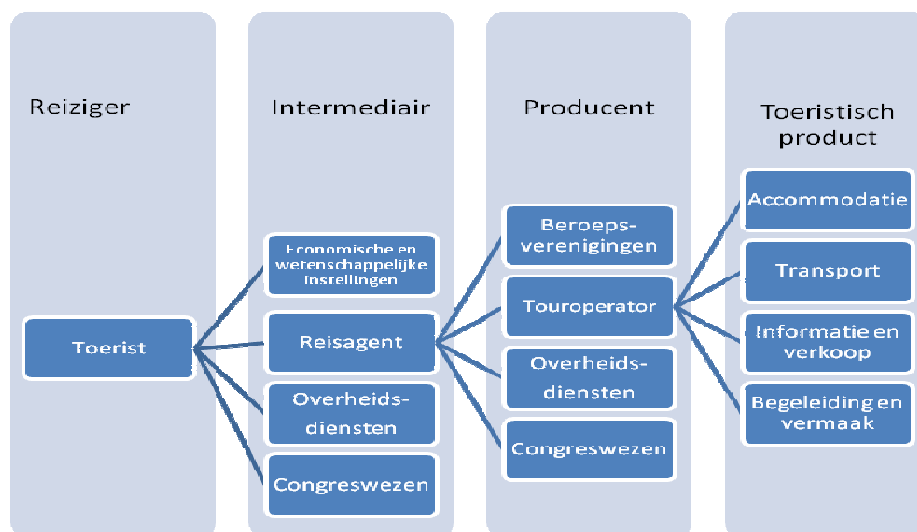 Reiziger
Toerist
Intermediair
Economische en
wetenschappelijke
instellingen
Reisagent
Overheids-
diensten
Congreswezen
Producent
Beroeps-
verenigingen
Touroperator
Overheids-
diensten
Congreswezen
Toeristisch
product
Accommodatie
Transport
Informatie en
verkoop
Begeleiding en
vermaak